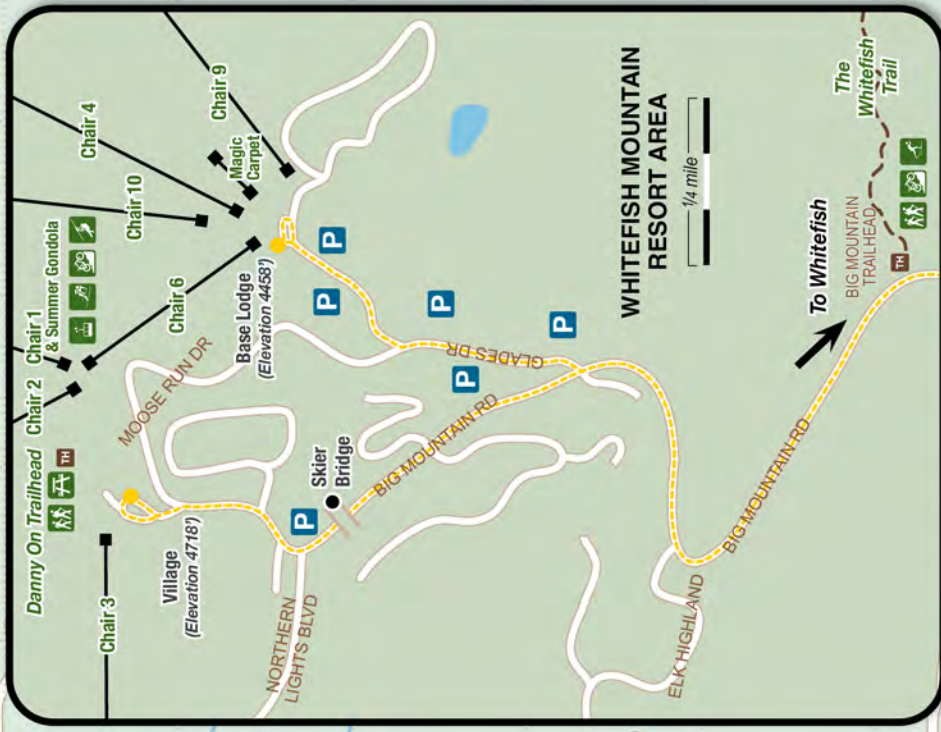 Danny On Trailhead
TH
Chair 2
Chair 1
& Summer Gondola
Chair 10
Chair 4
Chair 9
Magic
Carpet
Chair 6
Chair 3
Village
(Elevation 4718')
MOOSE RUN DR
Base Lodge
(Elevation 4458')
P
P
P
P
P
P
GLADES DR
Skier
Bridge
BIG MOUNTAIN RD
NORTHERN
LIGHTS BLVD
WHITEFISH MOUNTAIN
RESORT AREA
1/4 mile
ELK HIGHLAND
BIG MOUNTAIN RD
To Whitefish
BIG MOUNTAIN
TRAILHEAD
TH
The
Whitefish
Trail